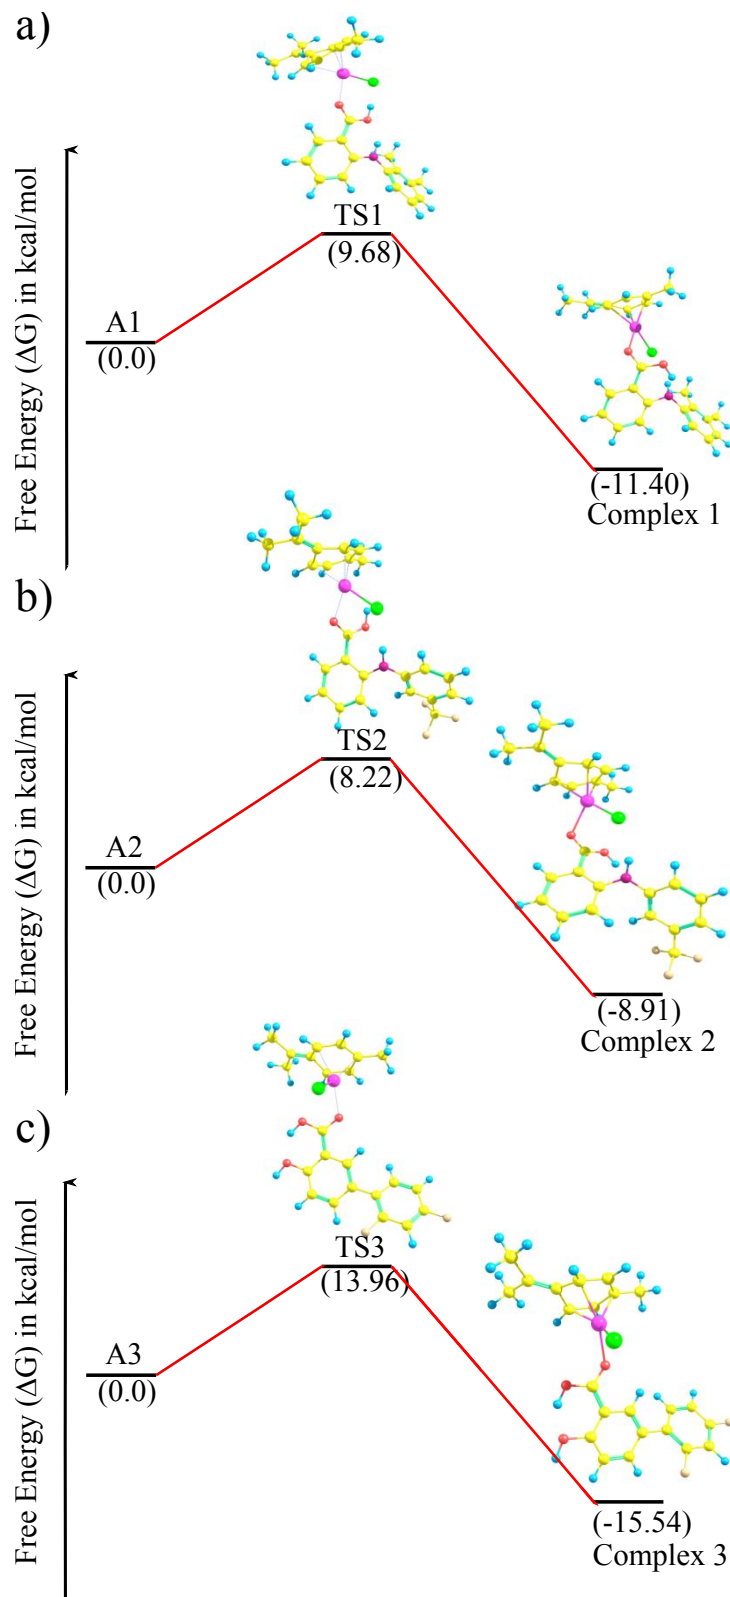 a)
Free Energy (ΔG) in kcal/mol
TS1
(9.68)
A1
(0.0)
(-11.40)
Complex 1
b)
Free Energy (ΔG) in kcal/mol
TS2
(8.22)
A2
(0.0)
(-8.91)
Complex 2
c)
Free Energy (ΔG) in kcal/mol
TS3
(13.96)
A3
(0.0)
(-15.54)
Complex 3